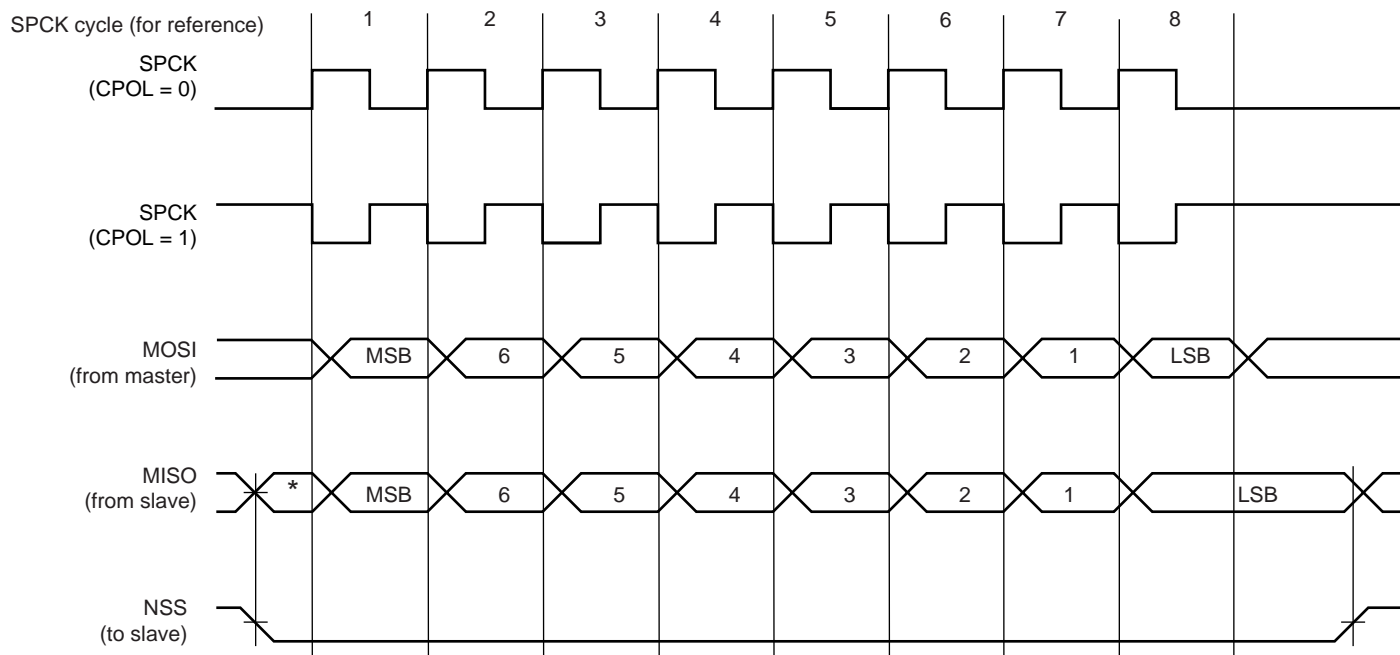 SPCK cycle (for reference)
1 2 3 4 5 6 7 8
SPCK
(CPOL = 0)
SPCK
(CPOL = 1)
MOSI
(from master)
MSB 6 5 4 3 2 1 LSB
MISO
(from slave)
* MSB 6 5 4 3 2 1 LSB
NSS
(to slave)